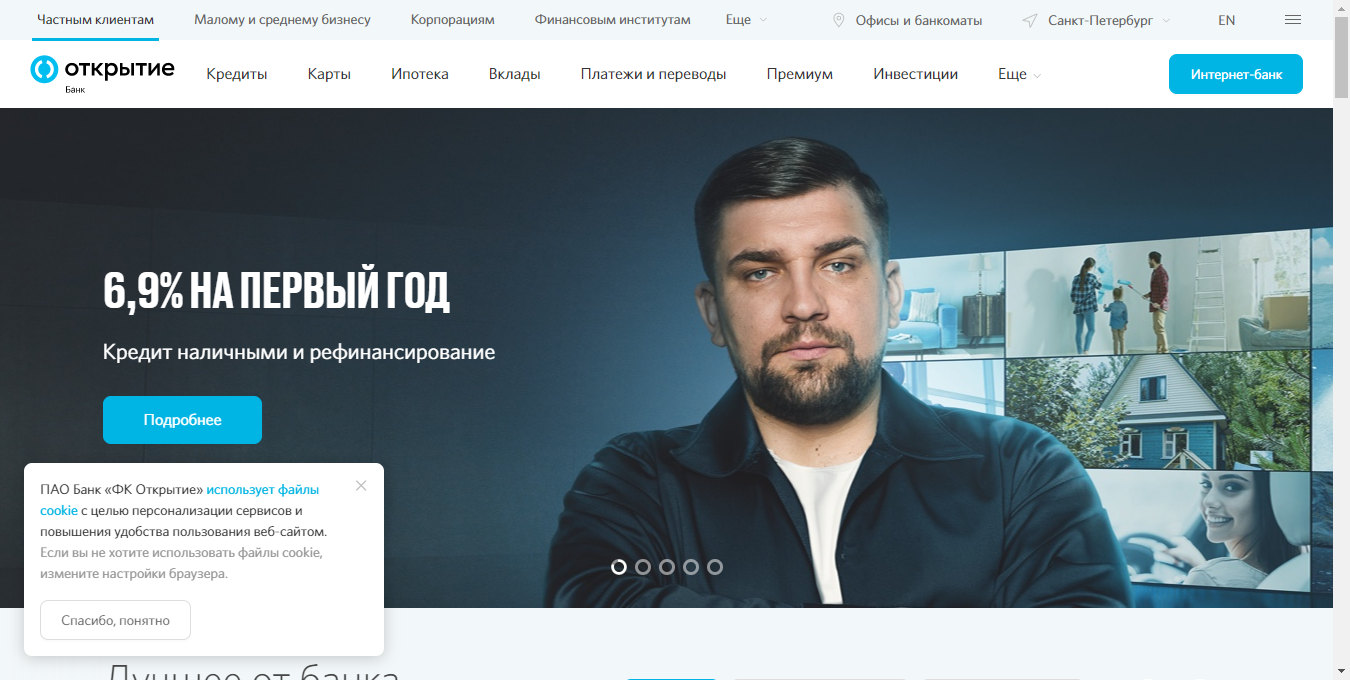 Частным клиентам
Малому и среднему бизнесу
Корпорациям
Финансовым институтам
Еще
Офисы и банкоматы
Санкт-Петербург
EN
открытие
Банк
Кредиты
Карты
Ипотека
Вклады
Платежи и переводы
Премиум
Инвестиции
Еще
Интернет-банк
6,9% НА ПЕРВЫЙ ГОД
Кредит наличными и рефинансирование
Подробнее
ПАО Банк «ФК Открытие» использует файлы
cookie с целью персонализации сервисов и
повышения удобства пользования веб-сайтом.
Если вы не хотите использовать файлы cookie,
измените настройки браузера.
Спасибо, понятно
Лучшее от банка